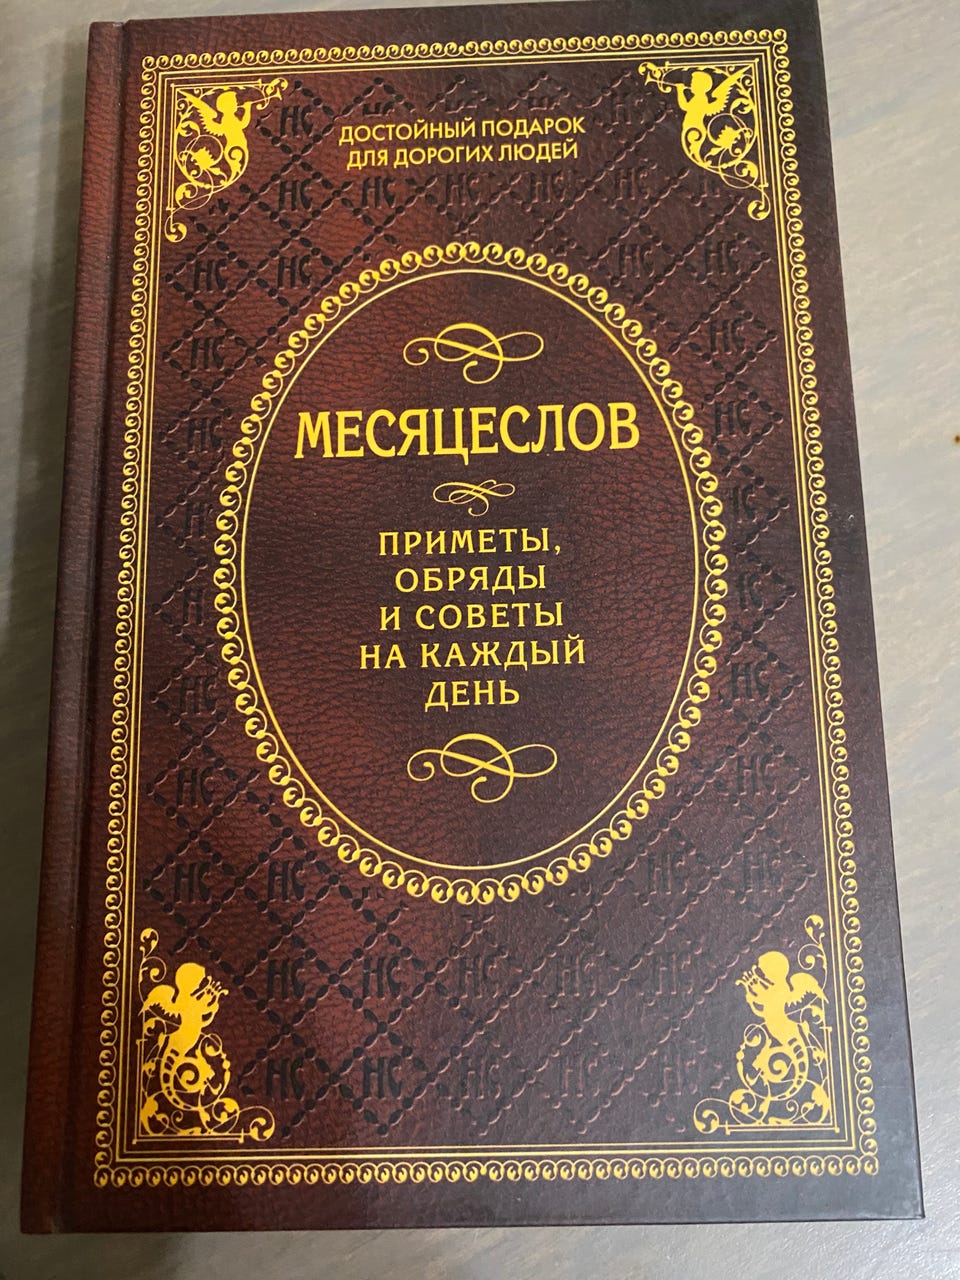 ДОСТОЙНЫЙ ПОДАРОК
ДЛЯ ДОРОГИХ ЛЮДЕЙ
МЕСЯЦЕСЛОВ
ПРИМЕТЫ,
ОБРЯДЫ
И СОВЕТЫ
НА КАЖДЫЙ
ДЕНЬ